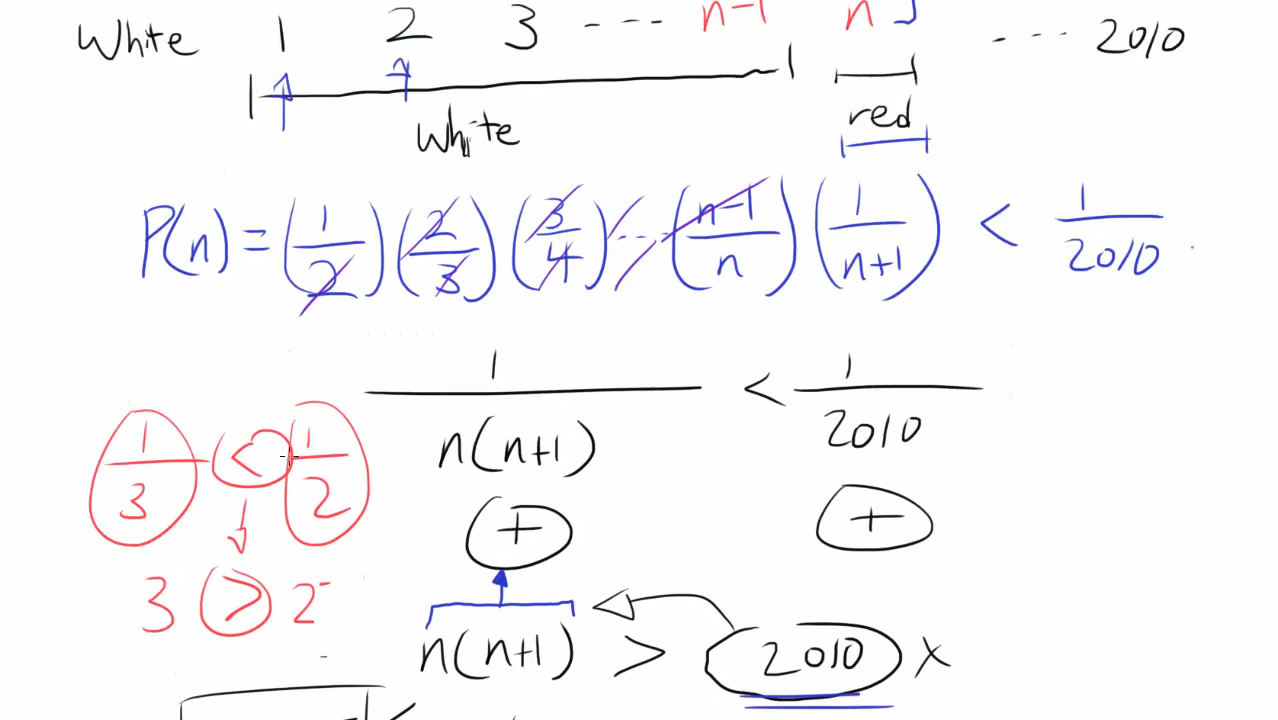 White 1 2 3 ---- n-1 n --- 2010
White red
P(n) = (1/2)(2/3)(3/4)...((n-1)/n)(1/(n+1)) < 1/2010
1/(n(n+1)) < 1/2010
1/3 < 1/2
+ +
3 > 2
n(n+1) > 2010 x